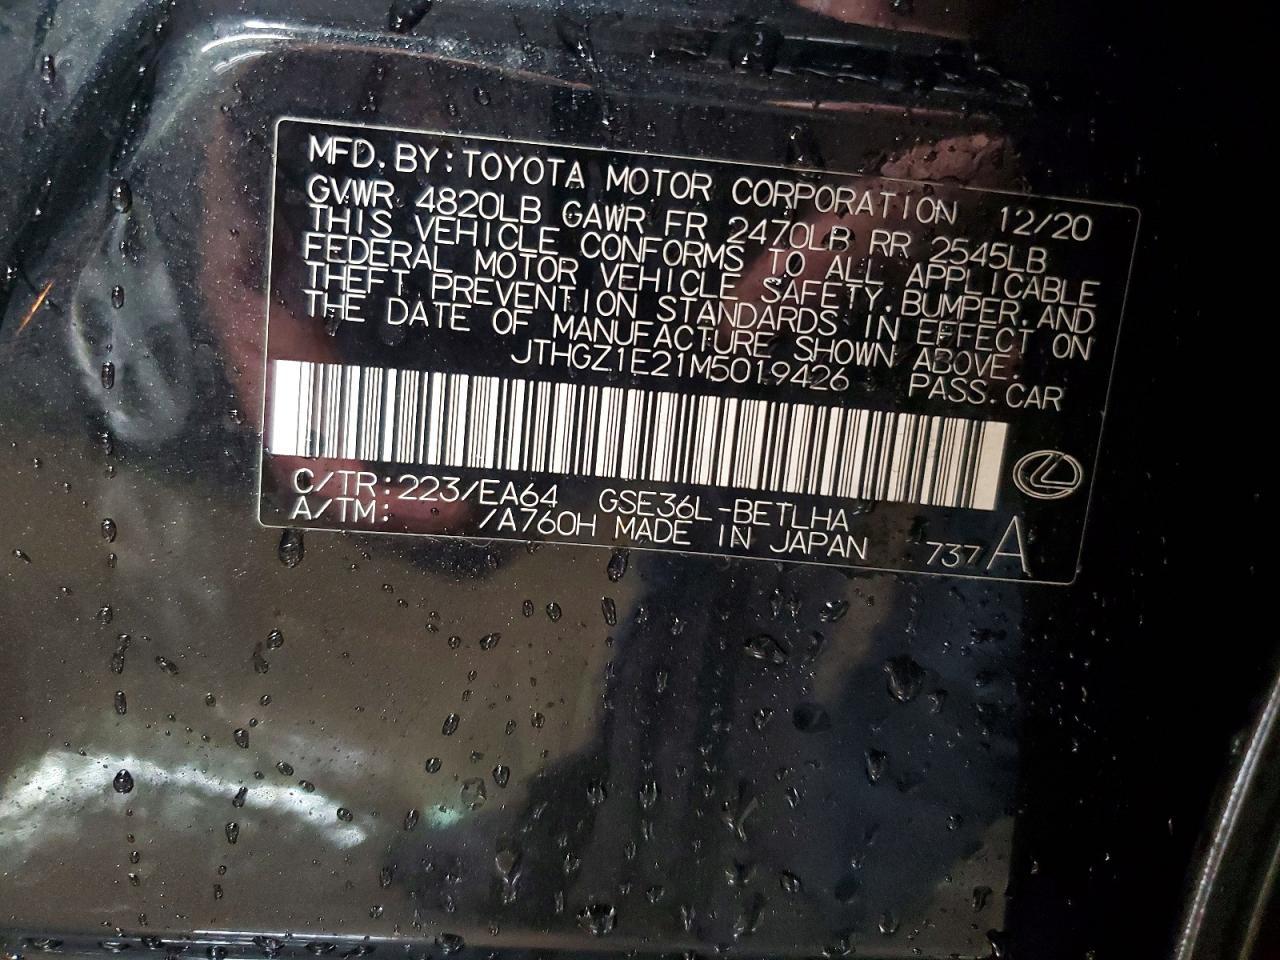 MFD.BY:TOYOTA MOTOR CORPORATION 12/20
GVWR 4820LB GAWR FR 2470LB RR 2545LB
THIS VEHICLE CONFORMS TO ALL APPLICABLE
FEDERAL MOTOR VEHICLE SAFETY,BUMPER,AND
THEFT PREVENTION STANDARDS IN EFFECT ON
THE DATE OF MANUFACTURE SHOWN ABOVE.
JTHGZ1E21M5019426 PASS.CAR
C/TR:223/EA64 GSE36L-BETLHA
A/TM: /A760H MADE IN JAPAN 737A